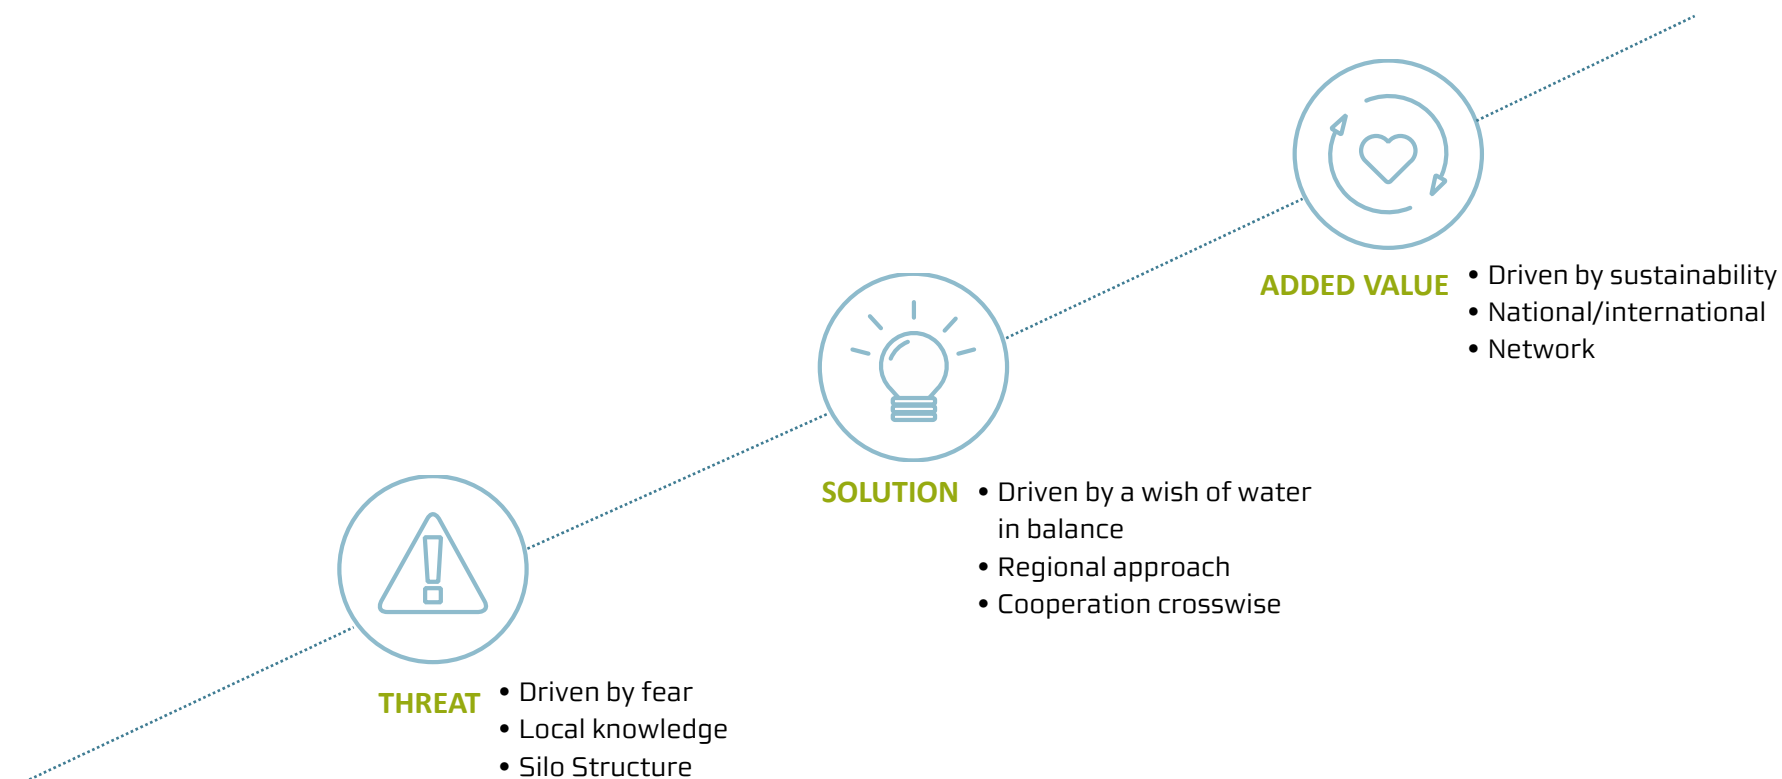 ADDED VALUE
• Driven by sustainability
• National/international
• Network
SOLUTION
• Driven by a wish of water
in balance
• Regional approach
• Cooperation crosswise
THREAT
• Driven by fear
• Local knowledge
• Silo Structure